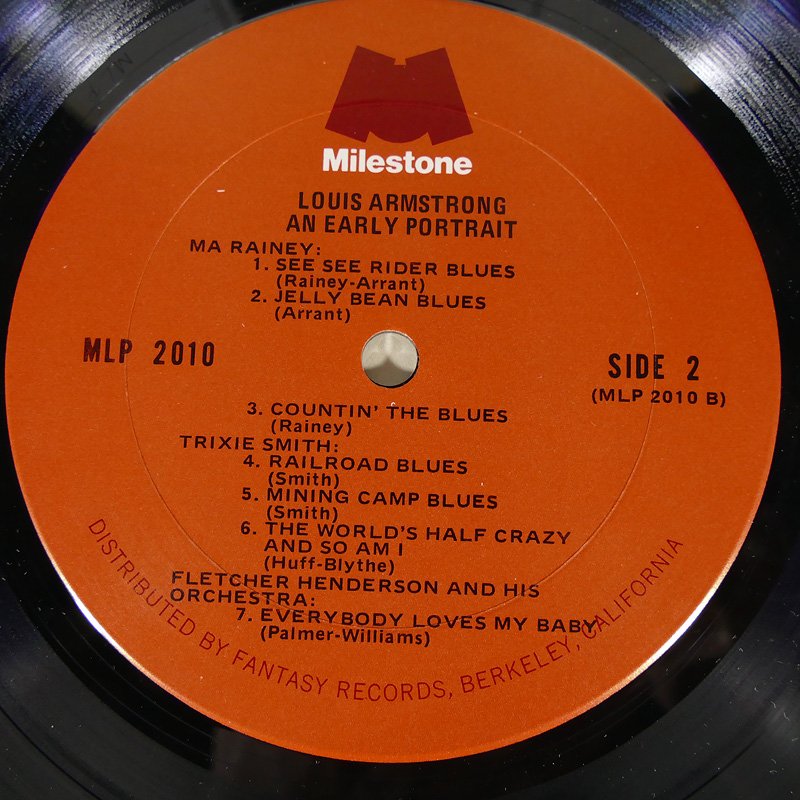 Milestone
LOUIS ARMSTRONG
AN EARLY PORTRAIT
MA RAINEY:
1. SEE SEE RIDER BLUES
(Rainey-Arrant)
2. JELLY BEAN BLUES
(Arrant)
MLP 2010
SIDE 2
(MLP 2010 B)
3. COUNTIN' THE BLUES
(Rainey)
TRIXIE SMITH:
4. RAILROAD BLUES
(Smith)
5. MINING CAMP BLUES
(Smith)
6. THE WORLD'S HALF CRAZY
AND SO AM I
(Huff-Blythe)
FLETCHER HENDERSON AND HIS
ORCHESTRA:
7. EVERYBODY LOVES MY BABY
(Palmer-Williams)
DISTRIBUTED BY FANTASY RECORDS, BERKELEY, CALIFORNIA